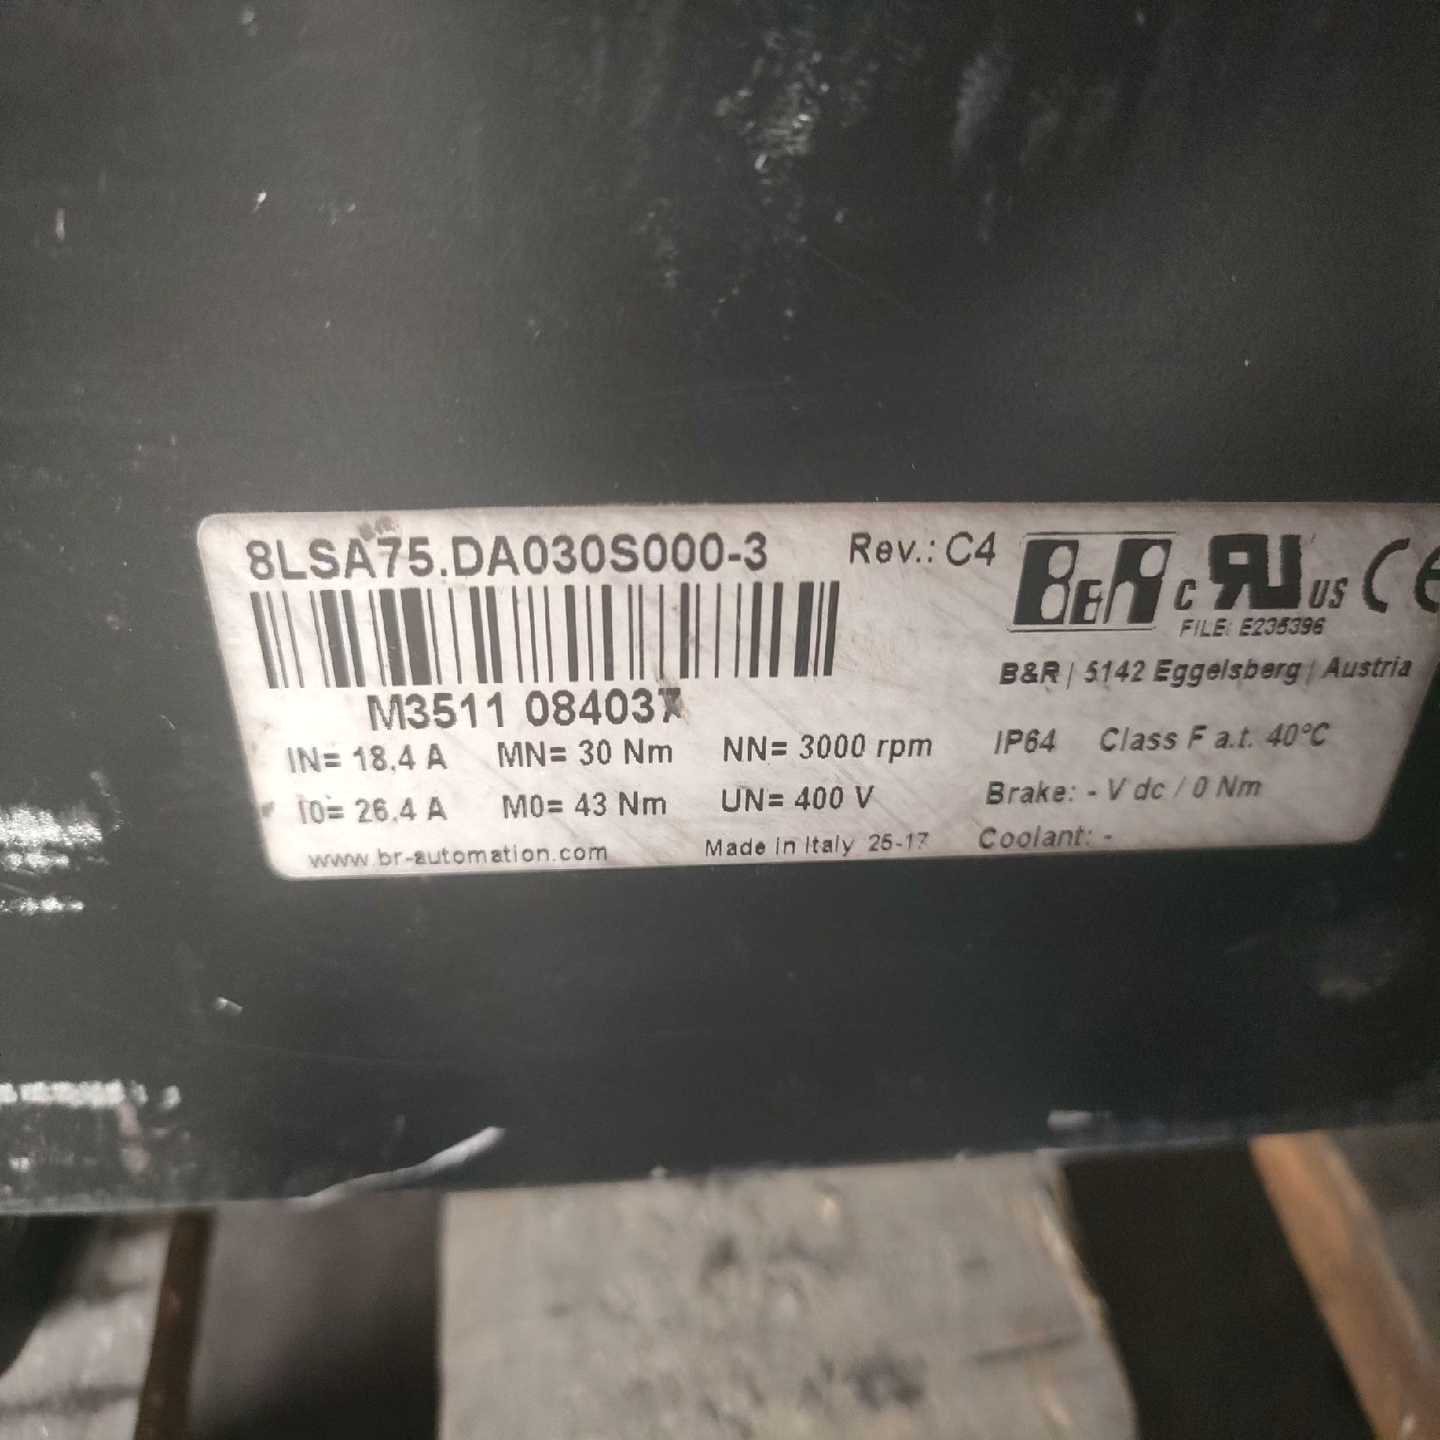 8LSA75.DA030S000-3 Rev.: C4
B&R c RU US CE
FILE: E235396
B&R | 5142 Eggelsberg | Austria
M3511 084037
IN= 18,4 A MN= 30 Nm NN= 3000 rpm IP64 Class F a.t. 40°C
I0= 26,4 A M0= 43 Nm UN= 400 V Brake: - V dc / 0 Nm
www.br-automation.com Made in Italy 25-17 Coolant: -